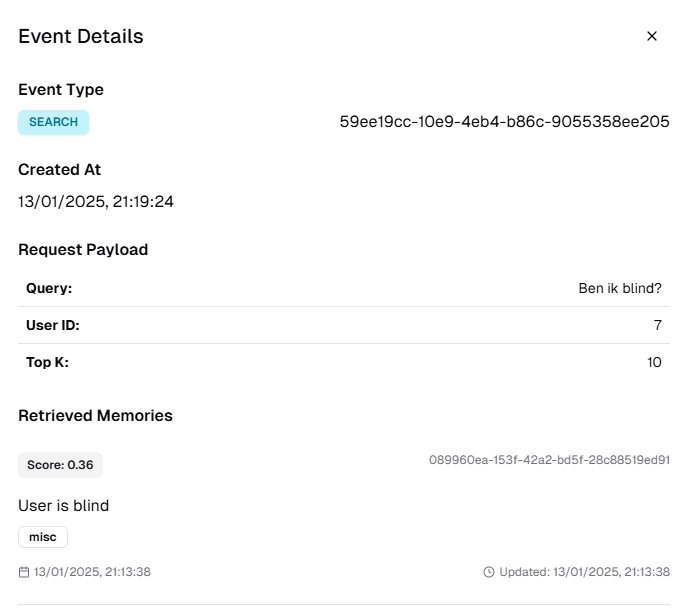 Event Details
Event Type
SEARCH 59ee19cc-10e9-4eb4-b86c-9055358ee205
Created At
13/01/2025, 21:19:24
Request Payload
Query: Ben ik blind?
User ID: 7
Top K: 10
Retrieved Memories
Score: 0.36 089960ea-153f-42a2-bd5f-28c88519ed91
User is blind
misc
13/01/2025, 21:13:38 Updated: 13/01/2025, 21:13:38